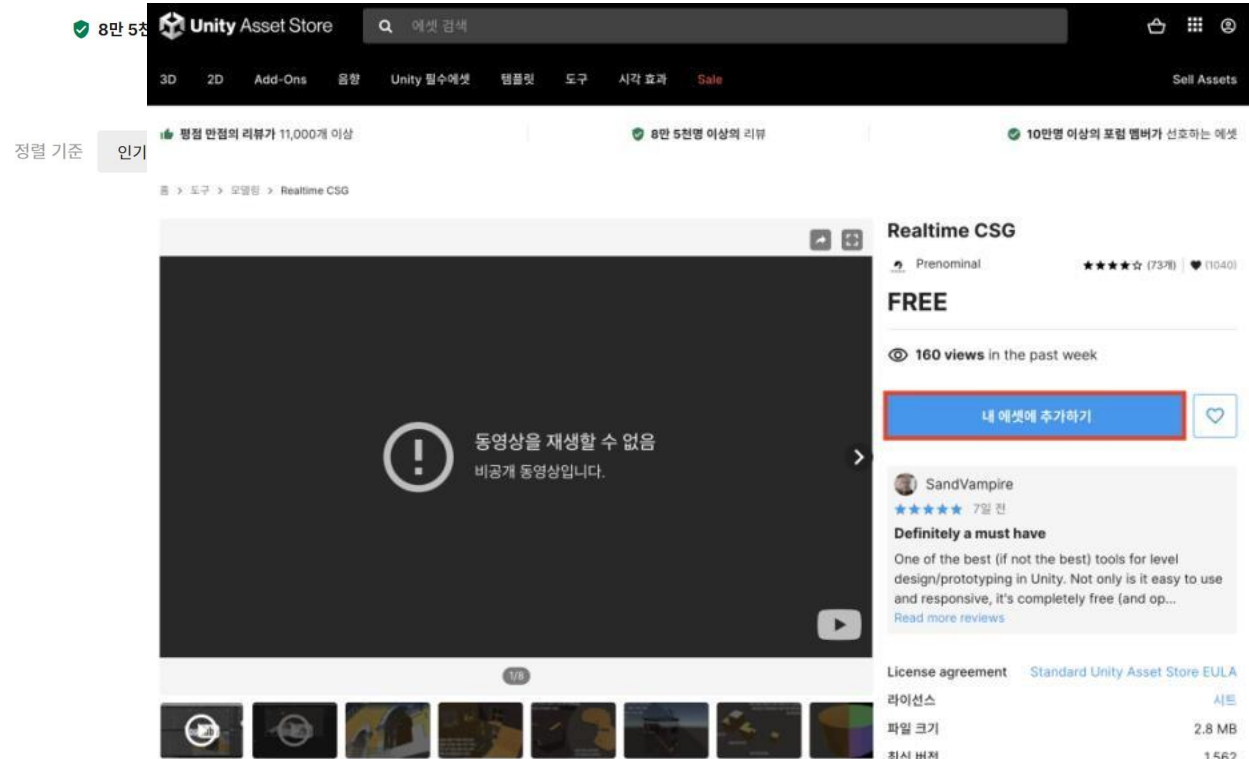 8만 5천
Unity Asset Store
에셋 검색
3D 2D Add-Ons 음향 Unity 필수에셋 템플릿 도구 시각 효과 Sale Sell Assets
평점 만점의 리뷰가 11,000개 이상
8만 5천명 이상의 리뷰
10만명 이상의 포럼 멤버가 선호하는 에셋
정렬 기준 인기
홈 > 도구 > 모델링 > Realtime CSG
동영상을 재생할 수 없음
비공개 동영상입니다.
1/8
Realtime CSG
Prenominal ★★★★☆ (73개) (1040)
FREE
160 views in the past week
내 에셋에 추가하기
SandVampire
★★★★★ 7일 전
Definitely a must have
One of the best (if not the best) tools for level
design/prototyping in Unity. Not only is it easy to use
and responsive, it's completely free (and op...
Read more reviews
License agreement Standard Unity Asset Store EULA
라이선스 시트
파일 크기 2.8 MB
최신 버전 1.562